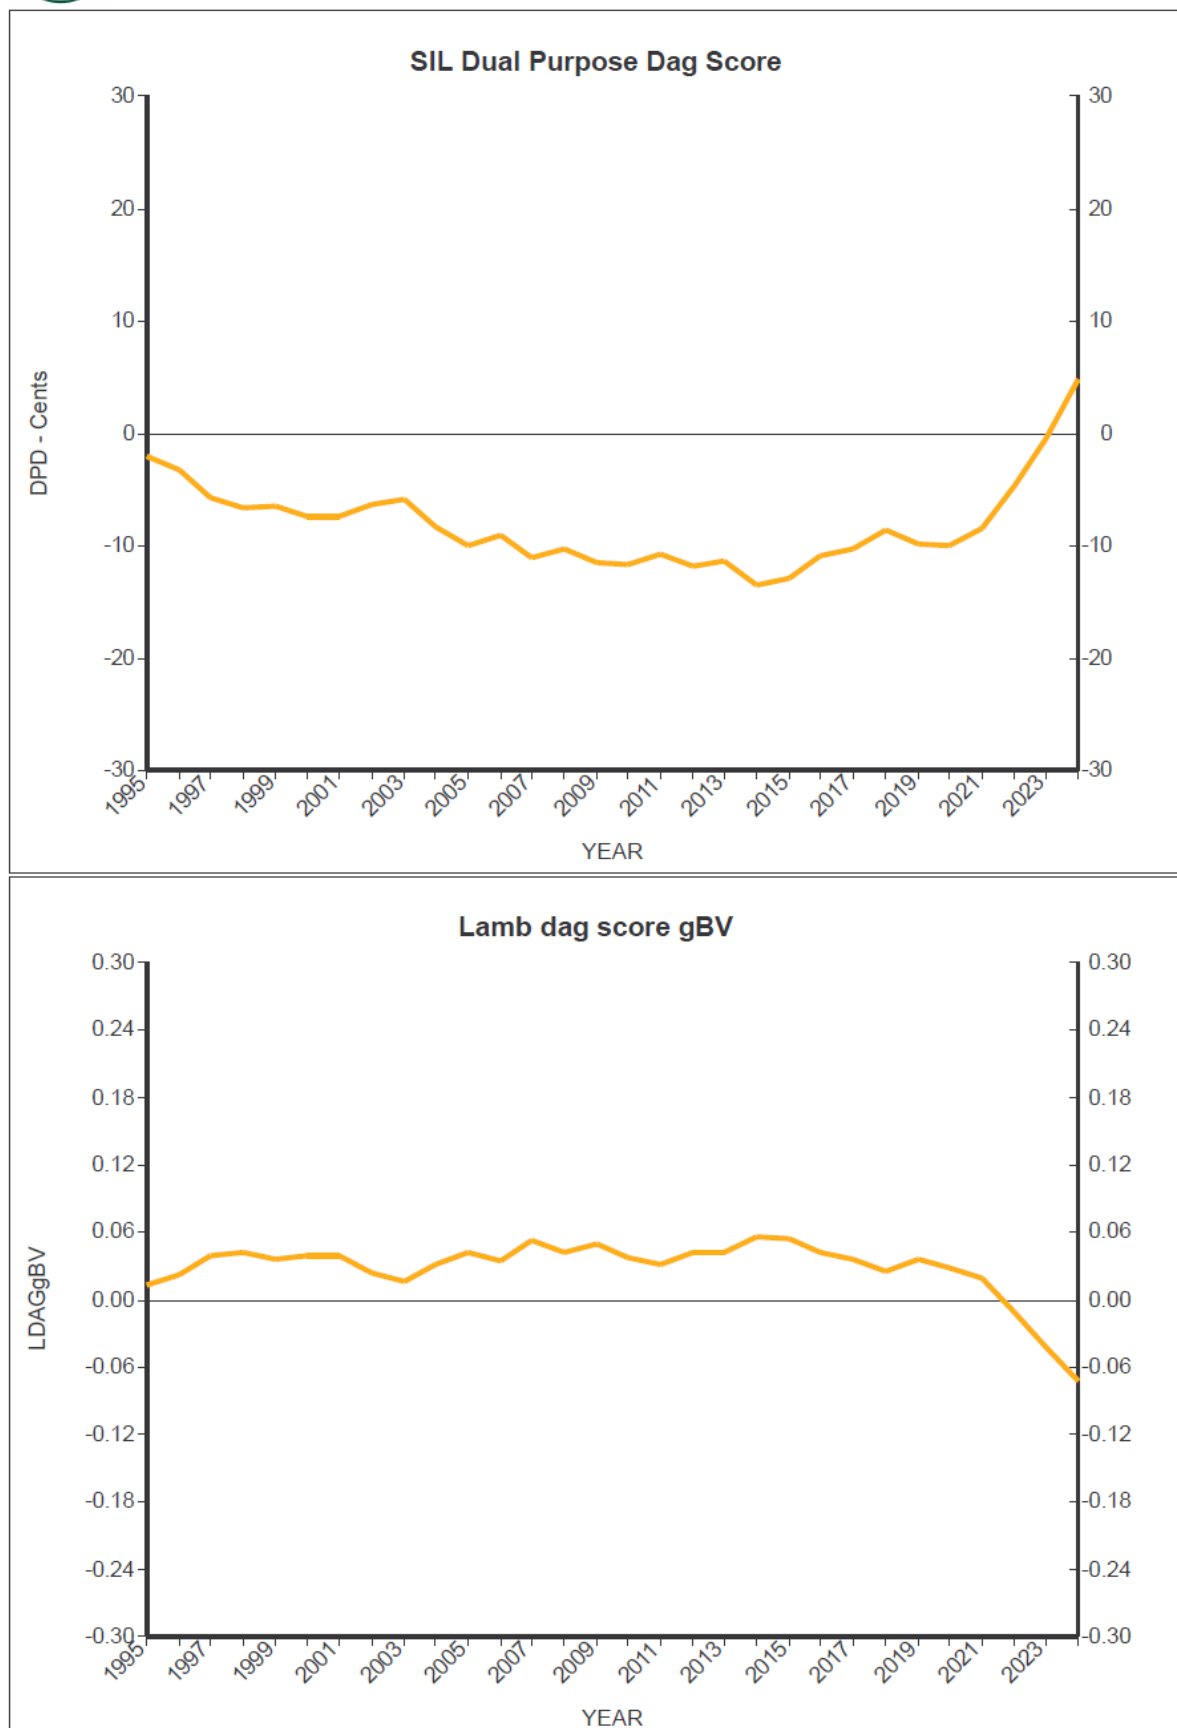 SIL Dual Purpose Dag Score
30 30
20 20
10 10
0 0
-10 -10
-20 -20
-30 -30
DPD - Cents
1995 1997 1999 2001 2003 2005 2007 2009 2011 2013 2015 2017 2019 2021 2023
YEAR
Lamb dag score gBV
0.30 0.30
0.24 0.24
0.18 0.18
0.12 0.12
0.06 0.06
0.00 0.00
-0.06 -0.06
-0.12 -0.12
-0.18 -0.18
-0.24 -0.24
-0.30 -0.30
LDAGgBV
1995 1997 1999 2001 2003 2005 2007 2009 2011 2013 2015 2017 2019 2021 2023
YEAR